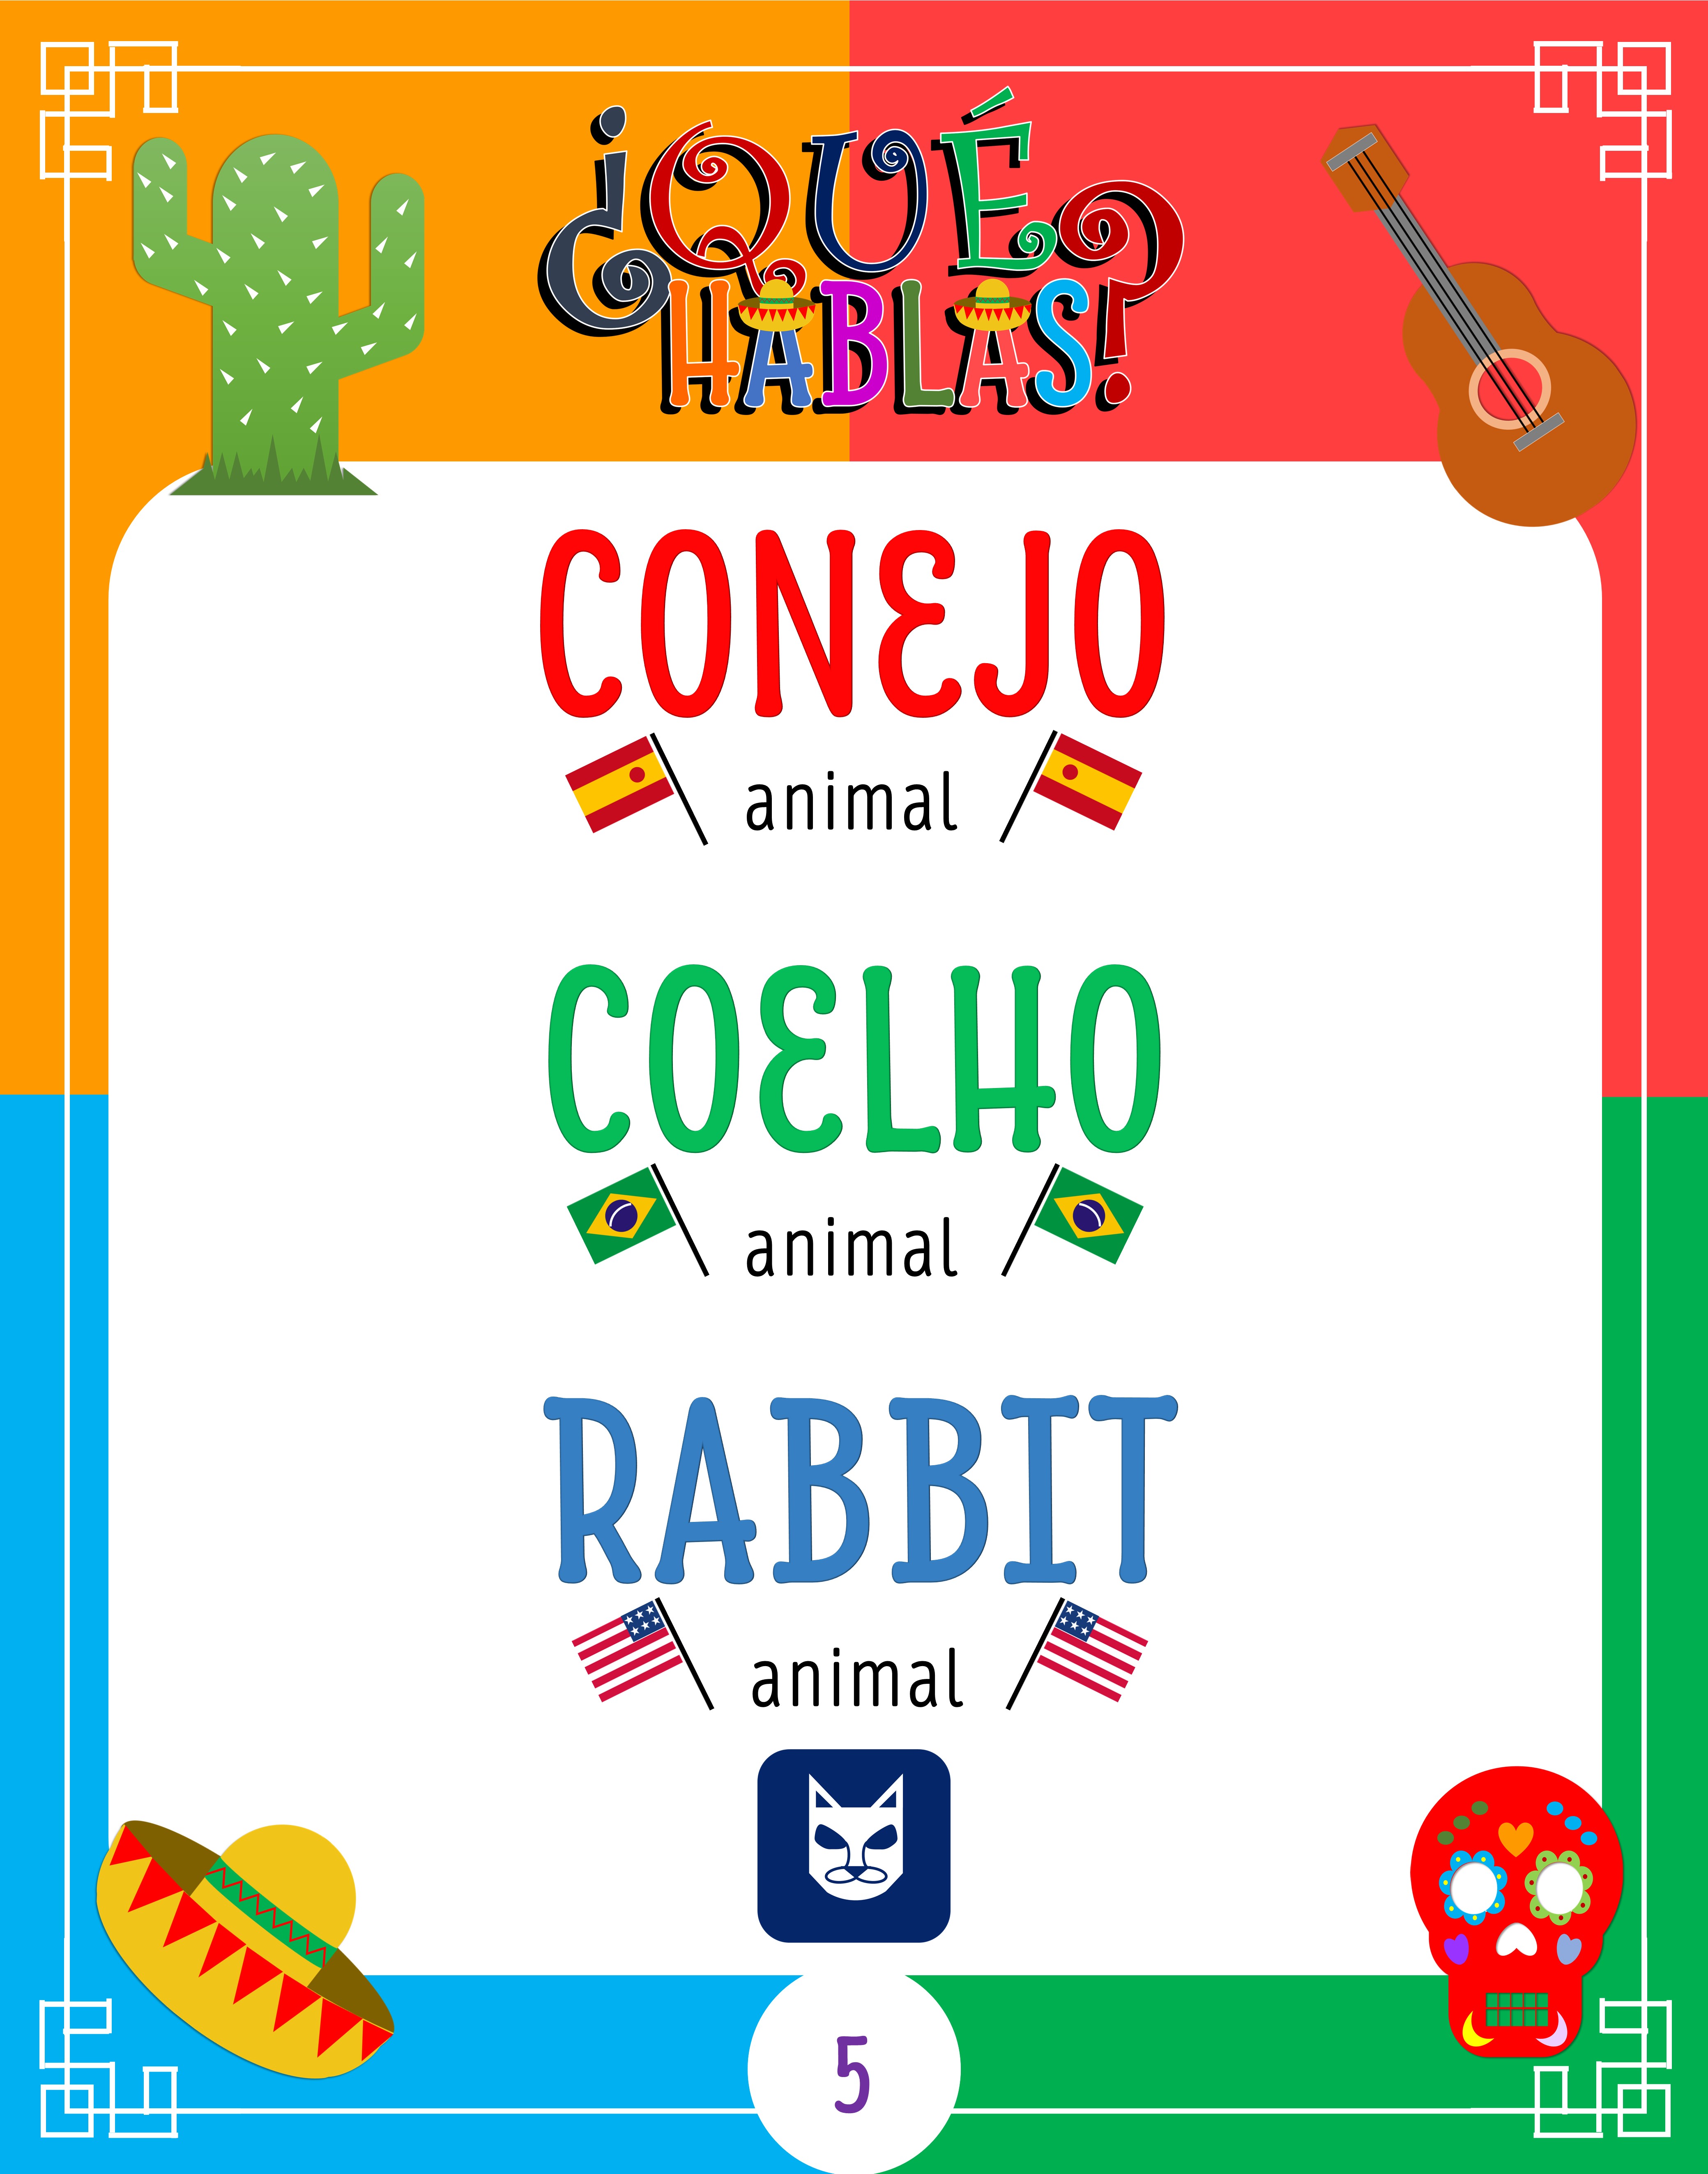 ¿QUÉ?
HABLAS!
CONEJO
animal
COELHO
animal
RABBIT
animal
5